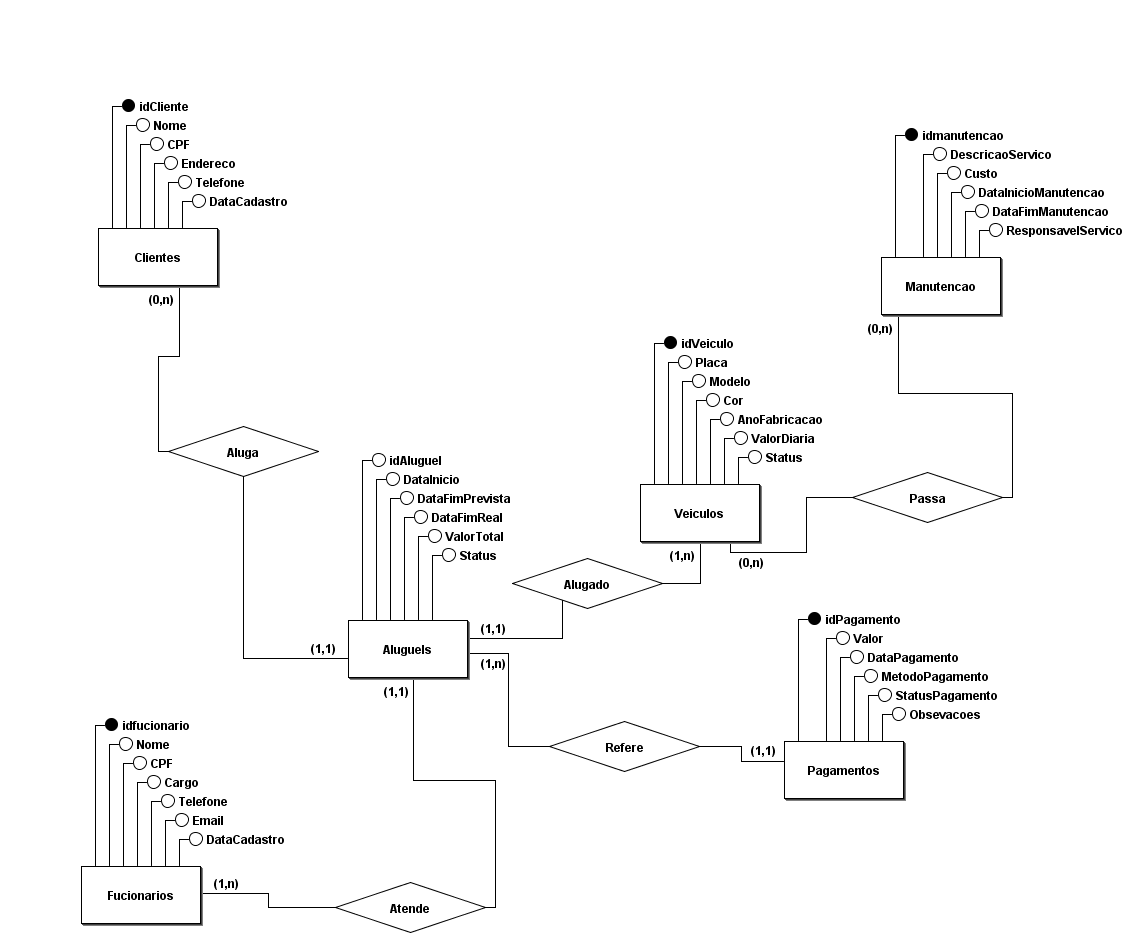 idCliente
Nome
CPF
Endereco
Telefone
DataCadastro
Clientes
(0,n)
idmanutencao
DescricaoServico
Custo
DataInicioManutencao
DataFimManutencao
ResponsavelServico
Manutencao
(0,n)
idVeiculo
Placa
Modelo
Cor
AnoFabricacao
ValorDiaria
Status
Veiculos
(1,n)
(0,n)
Passa
Aluga
(1,1)
idAluguel
DataInicio
DataFimPrevista
DataFimReal
ValorTotal
Status
Aluguels
(1,1)
(1,n)
(1,1)
Alugado
idPagamento
Valor
DataPagamento
MetodoPagamento
StatusPagamento
Obsevacoes
Pagamentos
(1,1)
Refere
idfucionario
Nome
CPF
Cargo
Telefone
Email
DataCadastro
Fucionarios
(1,n)
Atende